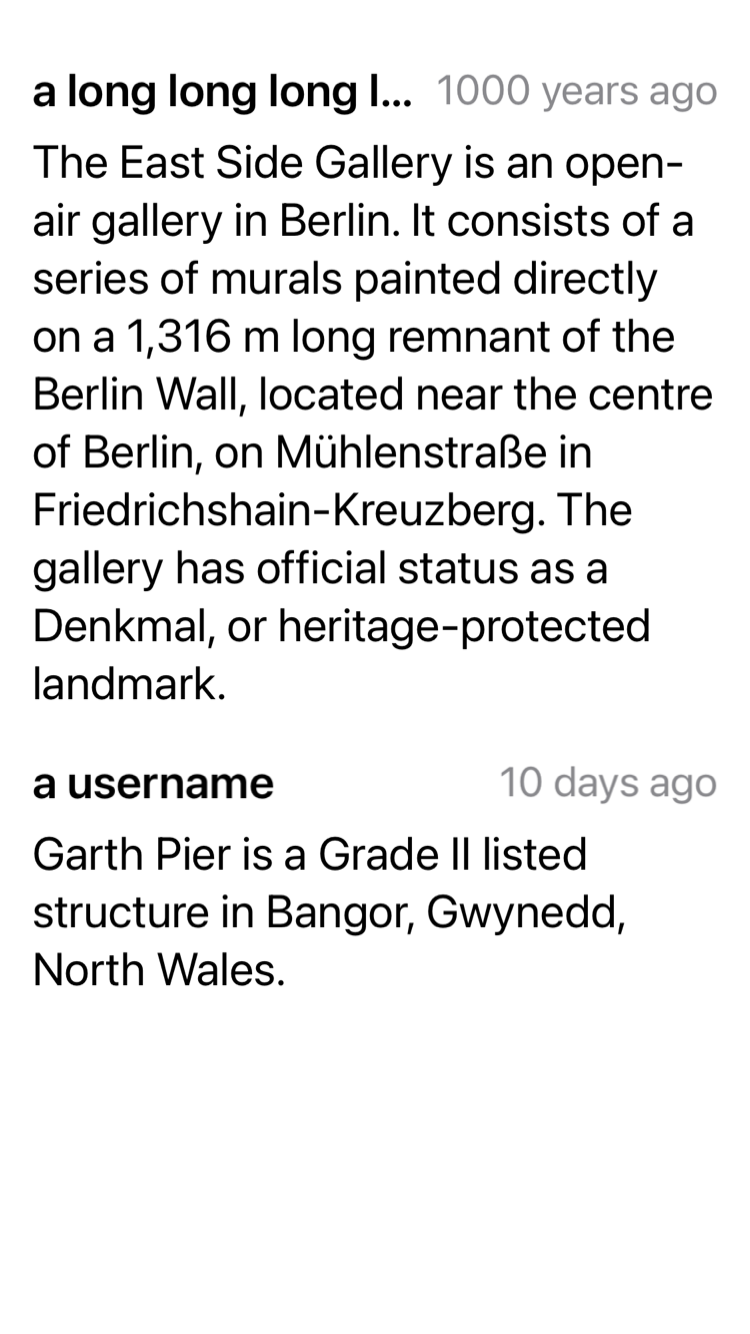 a long long long l... 1000 years ago
The East Side Gallery is an open-
air gallery in Berlin. It consists of a
series of murals painted directly
on a 1,316 m long remnant of the
Berlin Wall, located near the centre
of Berlin, on Mühlenstraße in
Friedrichshain-Kreuzberg. The
gallery has official status as a
Denkmal, or heritage-protected
landmark.
a username 10 days ago
Garth Pier is a Grade II listed
structure in Bangor, Gwynedd,
North Wales.